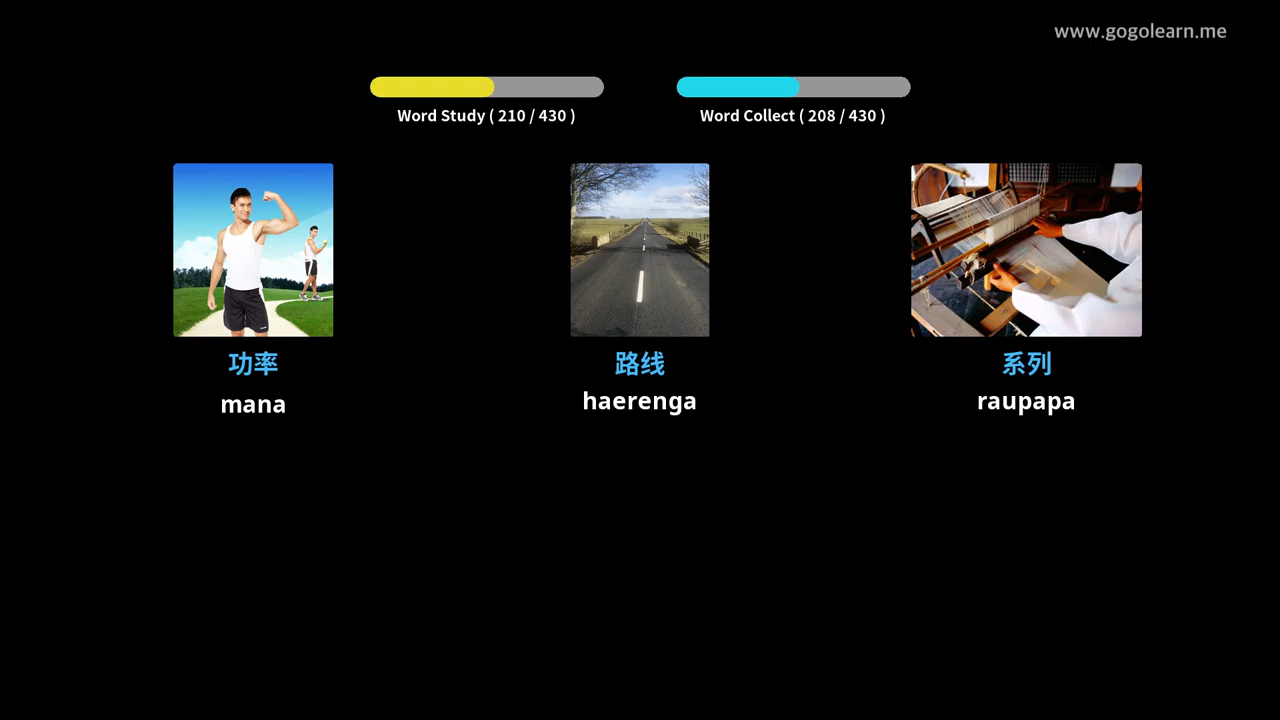 www.gogolearn.me
Word Study ( 210 / 430 )
Word Collect ( 208 / 430 )
功率
路线
系列
mana
haerenga
raupapa